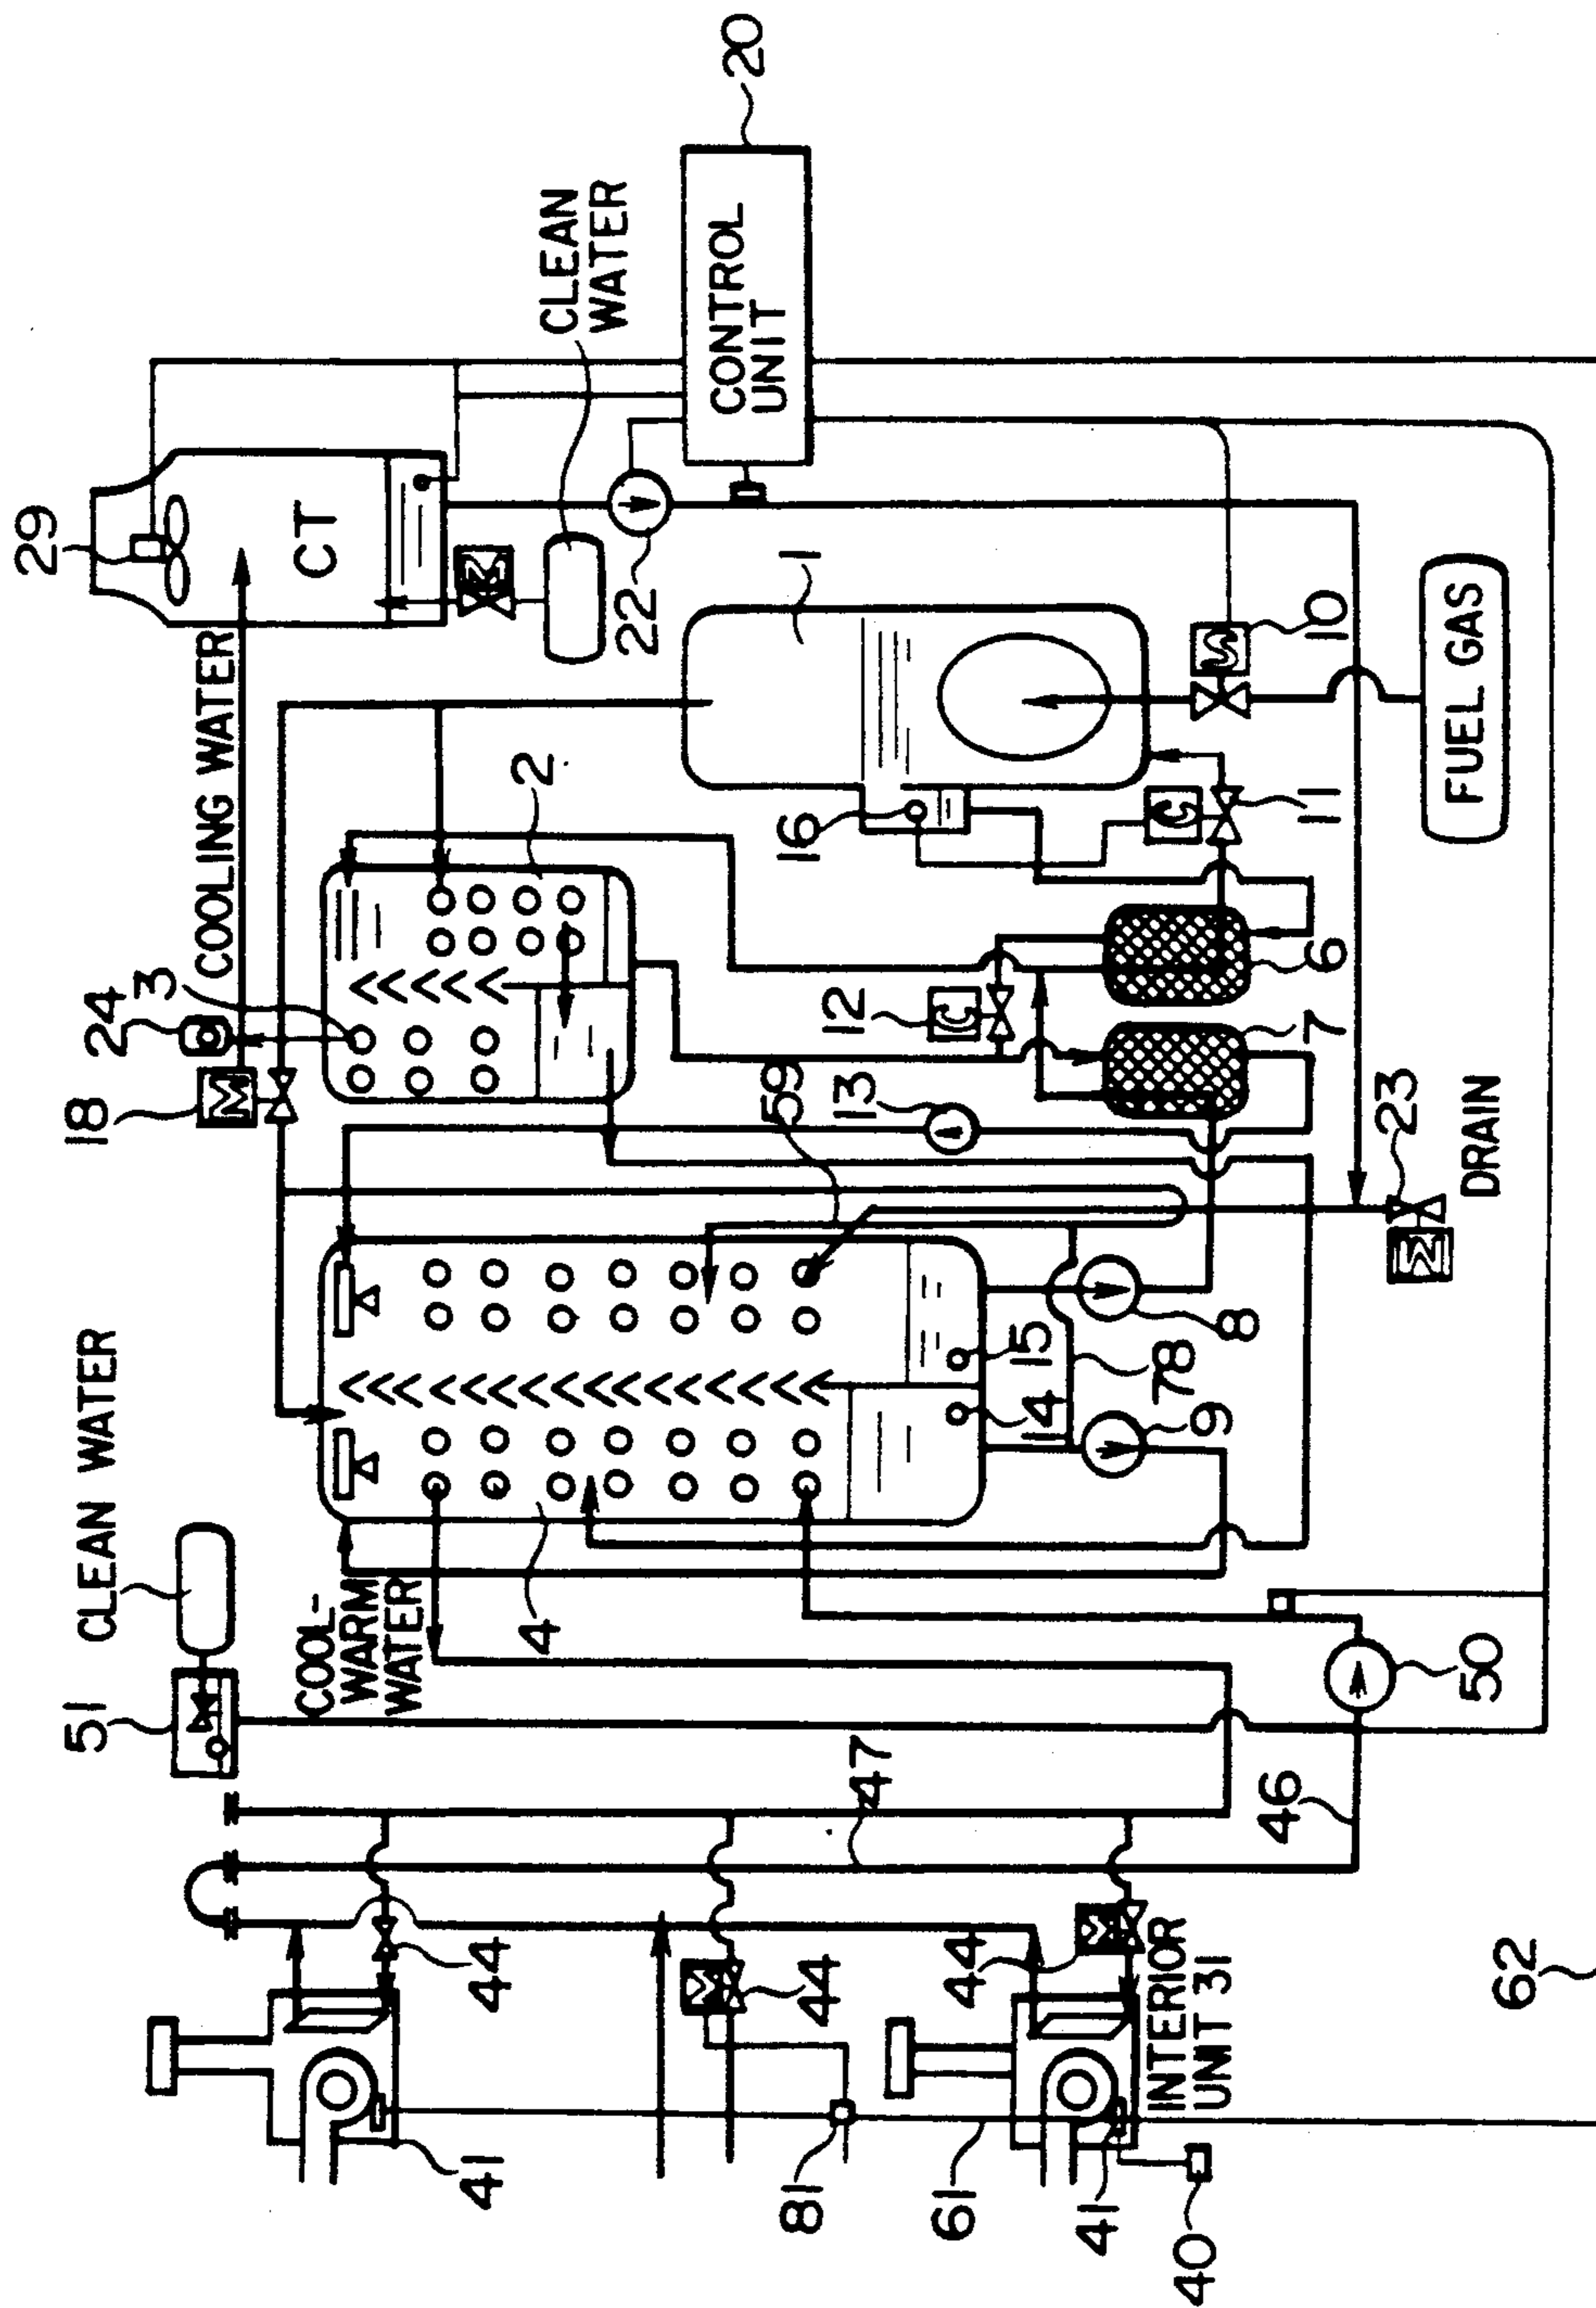 29
24
3
18
COOLING WATER
CT
CLEAN
WATER
20
22
CONTROL
UNIT
2
1
16
10
11
FUEL GAS
12
6
7
59
13
23
DRAIN
CLEAN WATER
51
COOL-
WARM
WATER
4
15
14
78
8
9
50
47
46
44
44
44
INTERIOR
UNIT 31
62
41
81
61
41
40
M
M
C
C
S
M
M
M